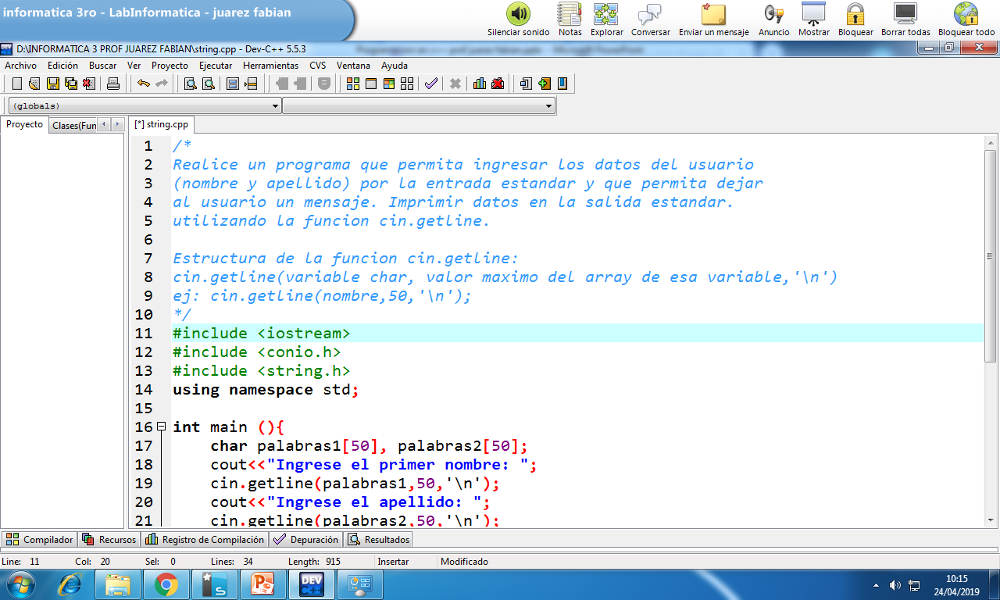 informatica 3ro - LabInformatica - juarez fabian
Silenciar sonido Notas Explorar Conversar Enviar un mensaje Anuncio Mostrar Bloquear Borrar todas Bloquear todo
D:\INFORMATICA 3 PROF JUAREZ FABIAN\string.cpp - Dev-C++ 5.5.3
Archivo Edición Buscar Ver Proyecto Ejecutar Herramientas CVS Ventana Ayuda
(globals)
Proyecto Clases(Fun [*] string.cpp
1 /*
2 Realice un programa que permita ingresar los datos del usuario
3 (nombre y apellido) por la entrada estandar y que permita dejar
4 al usuario un mensaje. Imprimir datos en la salida estandar.
5 utilizando la funcion cin.getline.
6
7 Estructura de la funcion cin.getline:
8 cin.getline(variable char, valor maximo del array de esa variable,'\n')
9 ej: cin.getline(nombre,50,'\n');
10 */
11 #include <iostream>
12 #include <conio.h>
13 #include <string.h>
14 using namespace std;
15
16 int main (){
17 char palabras1[50], palabras2[50];
18 cout<<"Ingrese el primer nombre: ";
19 cin.getline(palabras1,50,'\n');
20 cout<<"Ingrese el apellido: ";
21 cin.getline(palabras2,50,'\n');
Compilador Recursos Registro de Compilación Depuración Resultados
Line: 11 Col: 20 Sel: 0 Lines: 34 Length: 915 Insertar Modificado
10:15
24/04/2019